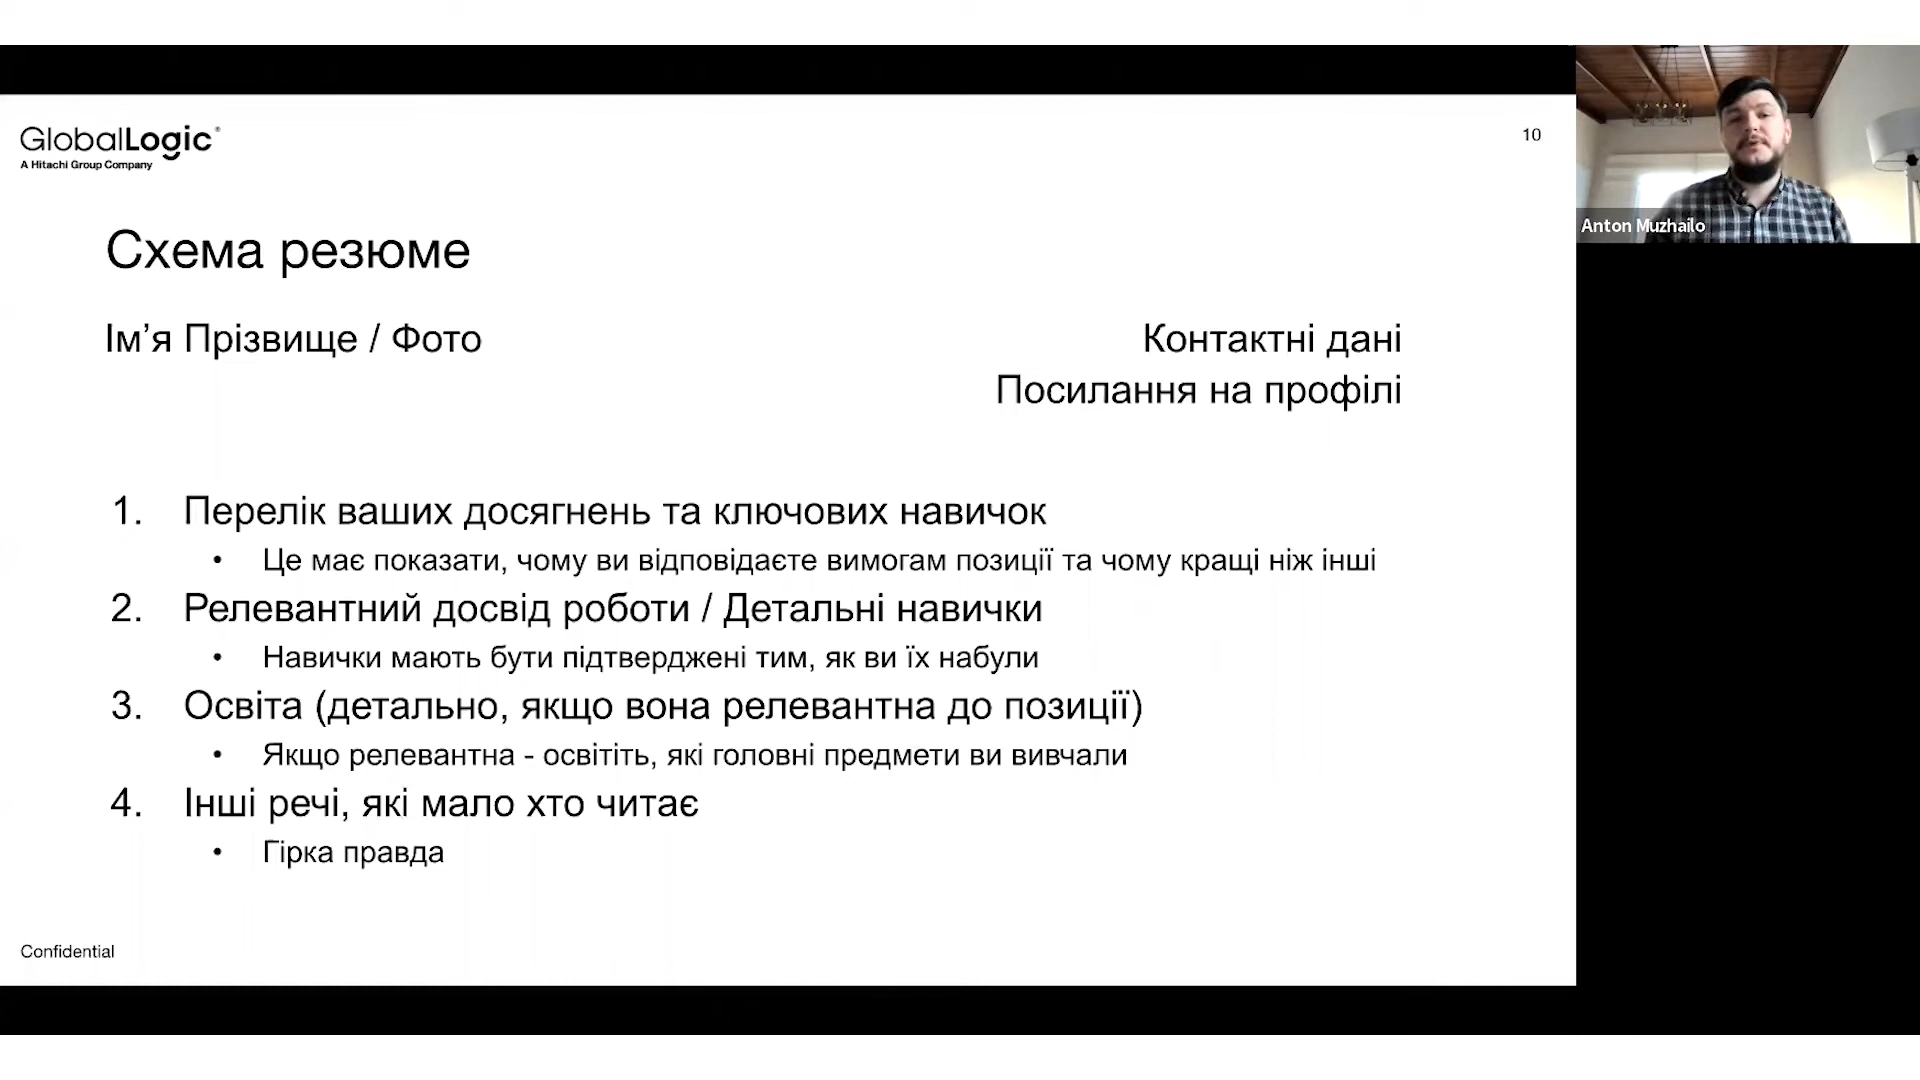 GlobalLogic®
A Hitachi Group Company
10
Anton Muzhailo
Схема резюме
Ім’я Прізвище / Фото
Контактні дані
Посилання на профілі
1. Перелік ваших досягнень та ключових навичок
• Це має показати, чому ви відповідаєте вимогам позиції та чому кращі ніж інші
2. Релевантний досвід роботи / Детальні навички
• Навички мають бути підтверджені тим, як ви їх набули
3. Освіта (детально, якщо вона релевантна до позиції)
• Якщо релевантна - освітіть, які головні предмети ви вивчали
4. Інші речі, які мало хто читає
• Гірка правда
Confidential